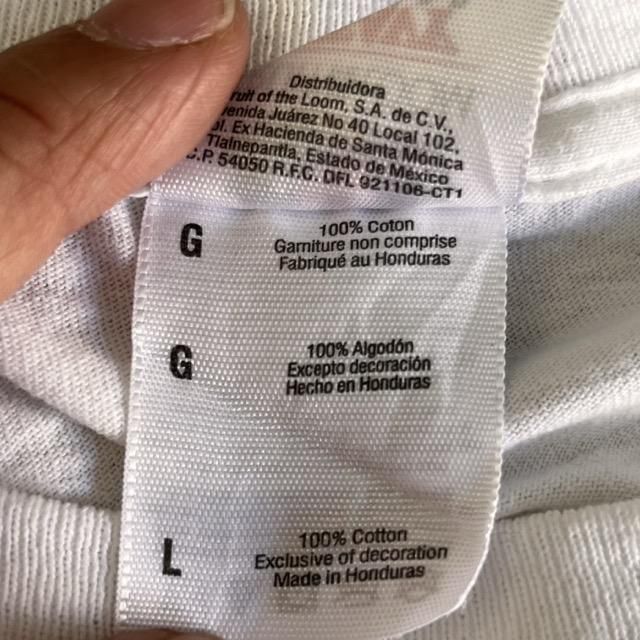 Distribuidora
ruit of the Loom, S.A. de C.V.,
venida Juárez No 40 Local 102,
ol. Ex Hacienda de Santa Mónica
Tlalnepantla, Estado de México
.P. 54050 R.F.C. DFL 921106-CT1
G
100% Coton
Garniture non comprise
Fabriqué au Honduras
G
100% Algodón
Excepto decoración
Hecho en Honduras
L
100% Cotton
Exclusive of decoration
Made in Honduras